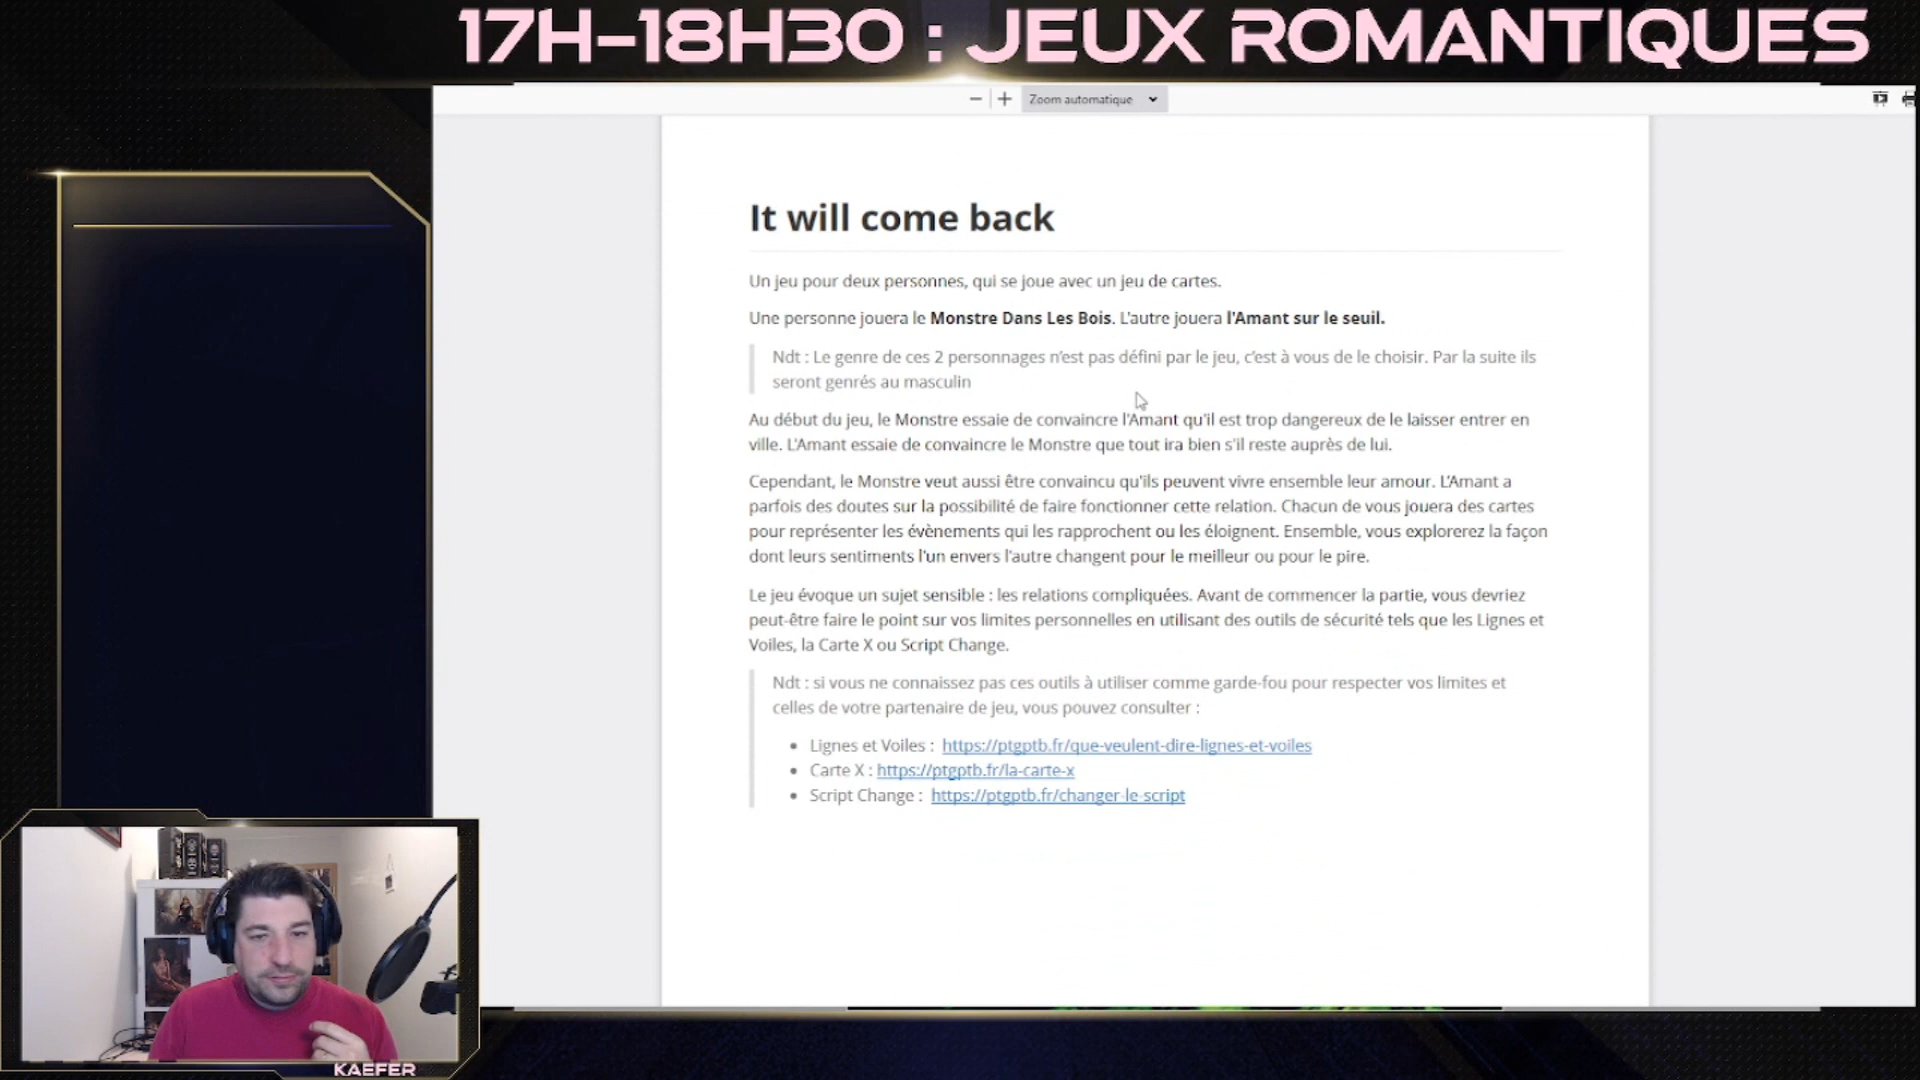 17H-18H30 : JEUX ROMANTIQUES
Zoom automatique
It will come back
Un jeu pour deux personnes, qui se joue avec un jeu de cartes.
Une personne jouera le Monstre Dans Les Bois. L'autre jouera l'Amant sur le seuil.
Ndt : Le genre de ces 2 personnages n'est pas défini par le jeu, c'est à vous de le choisir. Par la suite ils
seront genrés au masculin
Au début du jeu, le Monstre essaie de convaincre l'Amant qu'il est trop dangereux de le laisser entrer en
ville. L'Amant essaie de convaincre le Monstre que tout ira bien s'il reste auprès de lui.
Cependant, le Monstre veut aussi être convaincu qu'ils peuvent vivre ensemble leur amour. L'Amant a
parfois des doutes sur la possibilité de faire fonctionner cette relation. Chacun de vous jouera des cartes
pour représenter les évènements qui les rapprochent ou les éloignent. Ensemble, vous explorerez la façon
dont leurs sentiments l'un envers l'autre changent pour le meilleur ou pour le pire.
Le jeu évoque un sujet sensible : les relations compliquées. Avant de commencer la partie, vous devriez
peut-être faire le point sur vos limites personnelles en utilisant des outils de sécurité tels que les Lignes et
Voiles, la Carte X ou Script Change.
Ndt : si vous ne connaissez pas ces outils à utiliser comme garde-fou pour respecter vos limites et
celles de votre partenaire de jeu, vous pouvez consulter :
• Lignes et Voiles : https://ptgptb.fr/que-veulent-dire-lignes-et-voiles
• Carte X : https://ptgptb.fr/la-carte-x
• Script Change : https://ptgptb.fr/changer-le-script
KAEFER